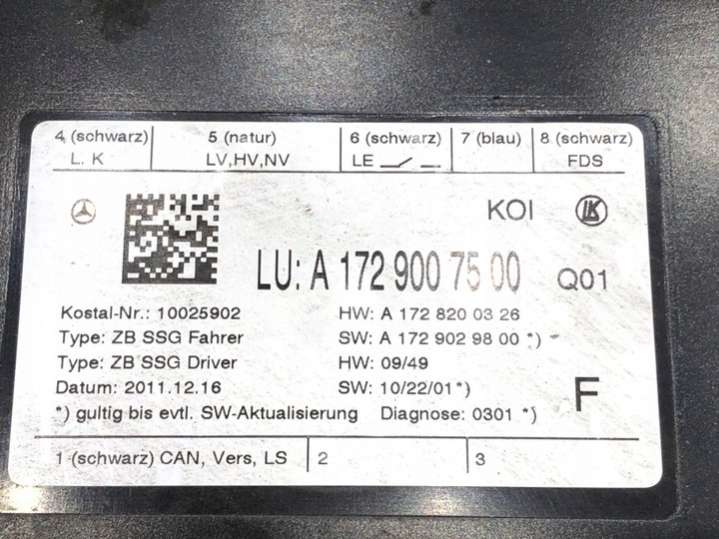 4 (schwarz) 5 (natur) 6 (schwarz) 7 (blau) 8 (schwarz)
L. K LV,HV,NV LE FDS
KOI LK
LU: A 172 900 75 00 Q01
Kostal-Nr.: 10025902 HW: A 172 820 03 26
Type: ZB SSG Fahrer SW: A 172 902 98 00 *)
Type: ZB SSG Driver HW: 09/49
Datum: 2011.12.16 SW: 10/22/01 *)
F
*) gultig bis evtl. SW-Aktualisierung Diagnose: 0301 *)
1 (schwarz) CAN, Vers, LS 2 3